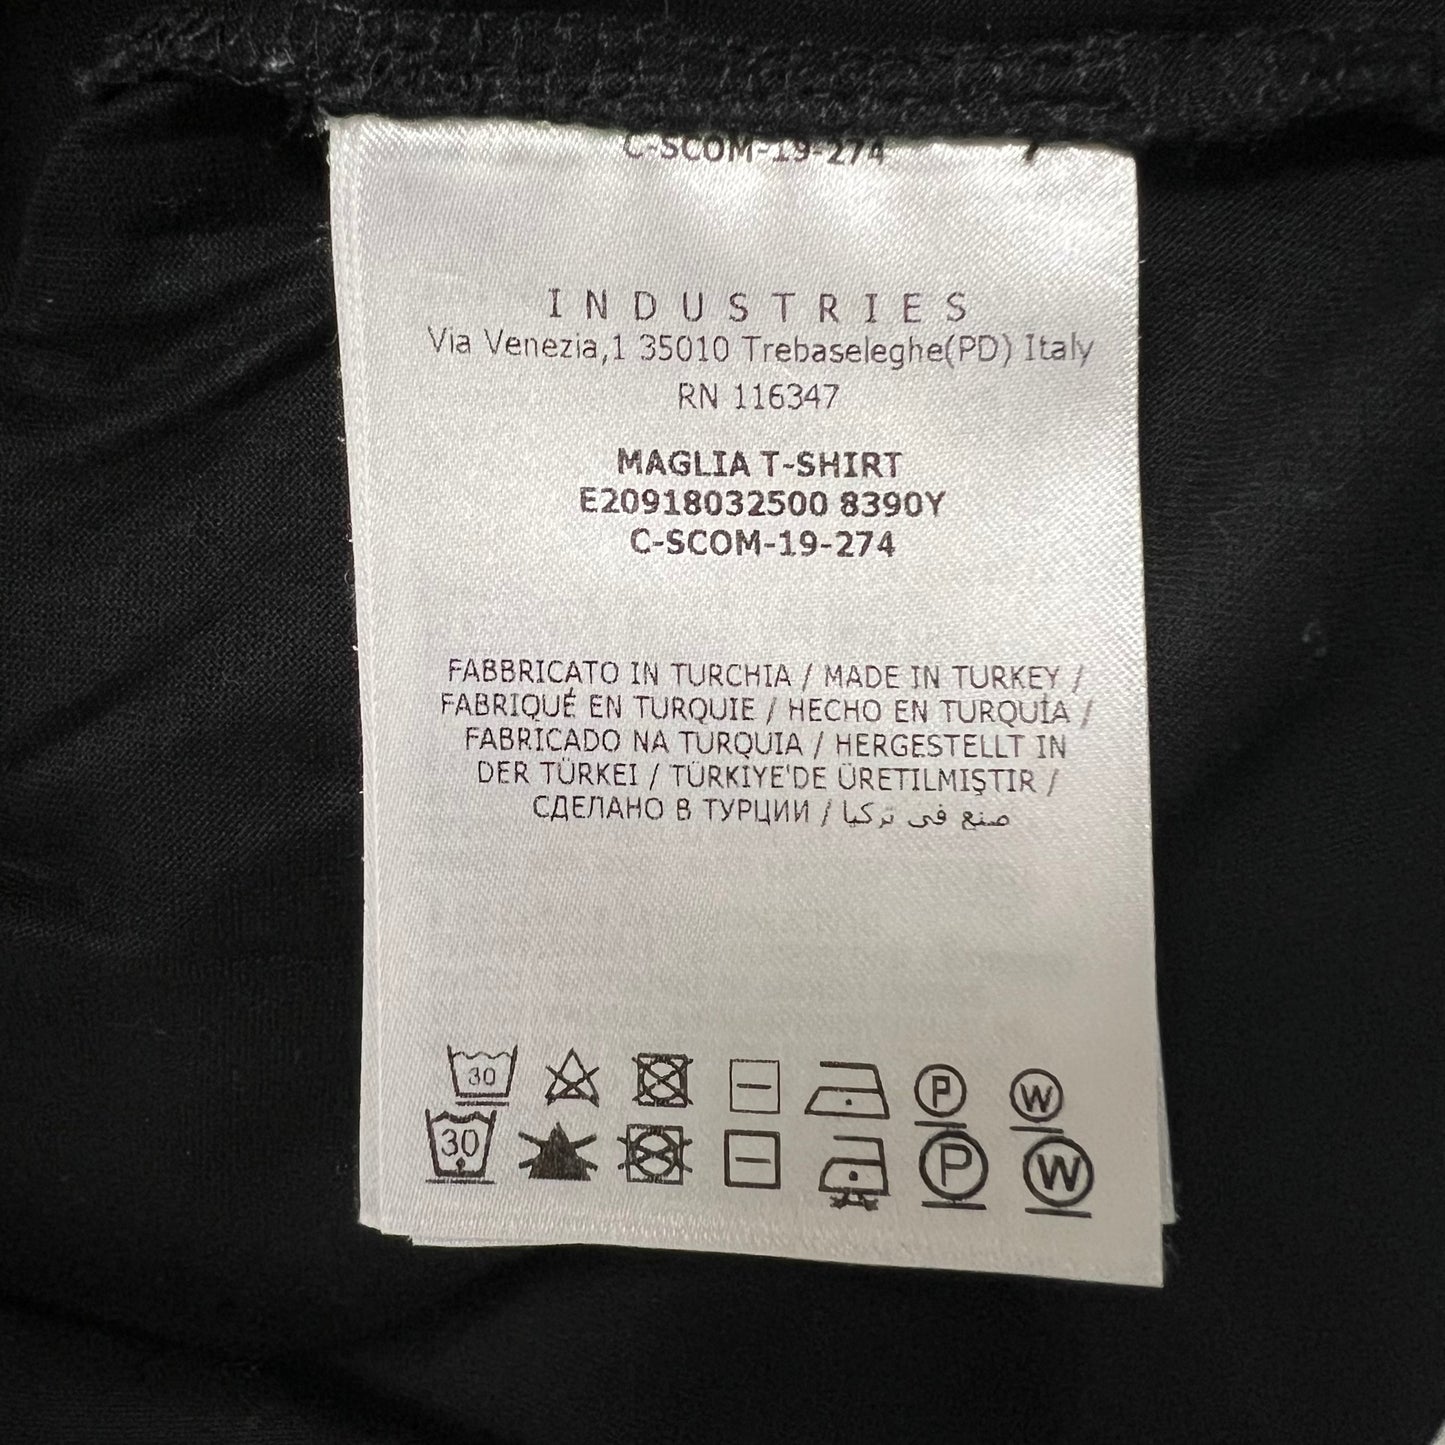 C-SCOM-19-274
I N D U S T R I E S
Via Venezia,1 35010 Trebaseleghe(PD) Italy
RN 116347
MAGLIA T-SHIRT
E20918032500 8390Y
C-SCOM-19-274
FABBRICATO IN TURCHIA / MADE IN TURKEY /
FABRIQUÉ EN TURQUIE / HECHO EN TURQUÍA /
FABRICADO NA TURQUIA / HERGESTELLT IN
DER TÜRKEI / TÜRKIYE'DE ÜRETILMIŞTIR /
СДЕЛАНО В ТУРЦИИ / صنع في تركيا
30 P W
30 P W